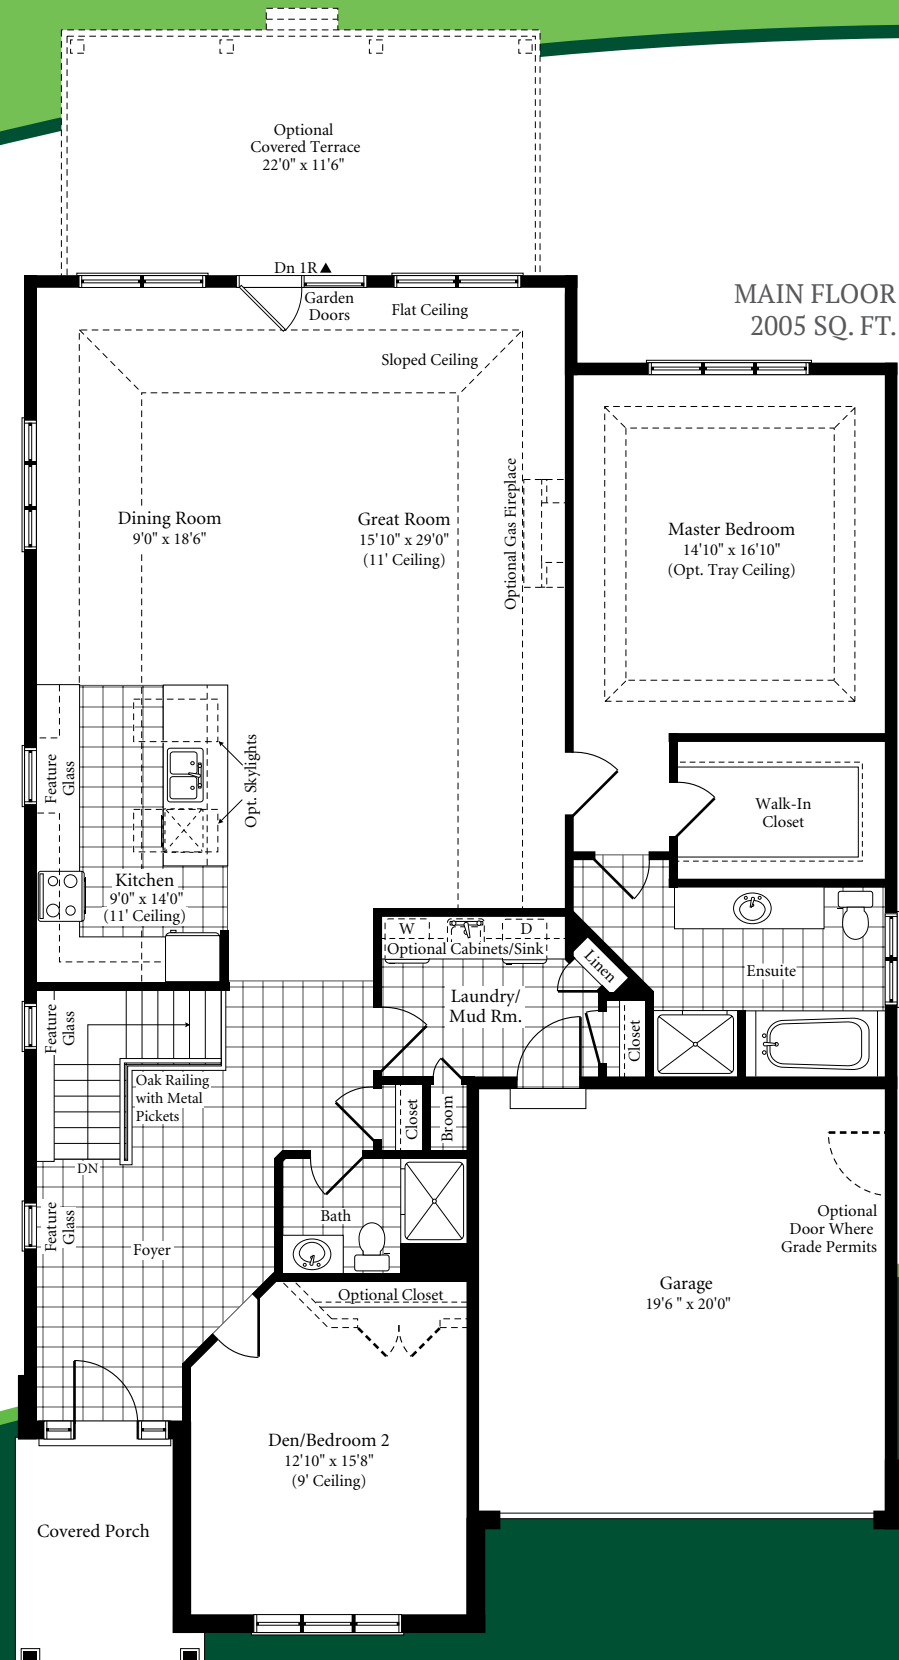 Optional
Covered Terrace
22'0" x 11'6"
Dn 1R▲
Garden
Doors
Flat Ceiling
Sloped Ceiling
MAIN FLOOR
2005 SQ. FT.
Dining Room
9'0" x 18'6"
Great Room
15'10" x 29'0"
(11' Ceiling)
Optional Gas Fireplace
Master Bedroom
14'10" x 16'10"
(Opt. Tray Ceiling)
Feature
Glass
Opt. Skylights
Walk-In
Closet
Kitchen
9'0" x 14'0"
(11' Ceiling)
W
D
Optional Cabinets/Sink
Linen
Ensuite
Laundry/
Mud Rm.
Closet
Feature
Glass
Oak Railing
with Metal
Pickets
Closet
Broom
DN
Feature
Glass
Bath
Foyer
Optional
Door Where
Grade Permits
Optional Closet
Garage
19'6 " x 20'0"
Den/Bedroom 2
12'10" x 15'8"
(9' Ceiling)
Covered Porch